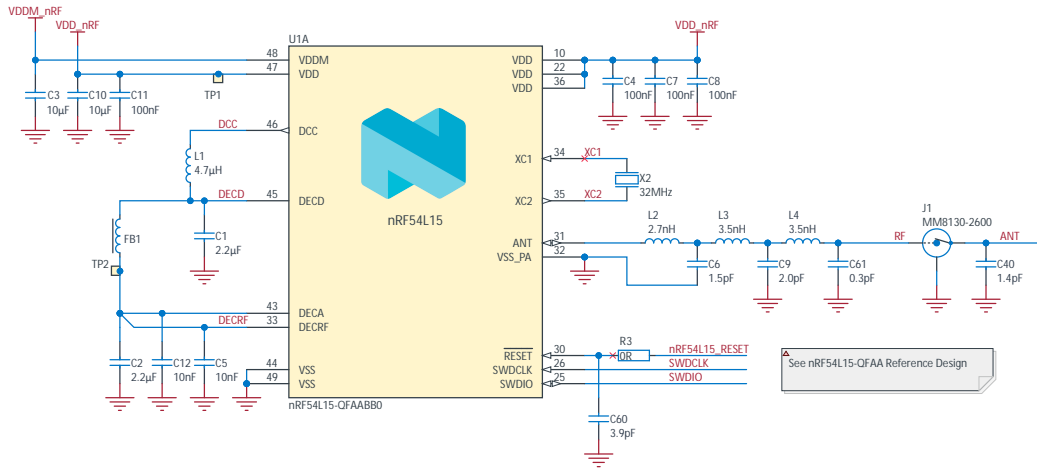 VDDM_nRF
VDD_nRF
C3
10µF
C10
10µF
C11
100nF
TP1
DCC
L1
4.7µH
DECD
C1
2.2µF
FB1
TP2
DECRF
C2
2.2µF
C12
10nF
C5
10nF
U1A
48
47
46
45
43
33
44
49
VDDM
VDD
DCC
DECD
DECA
DECRF
VSS
VSS
nRF54L15
nRF54L15-QFAABB0
VDD
VDD
VDD
XC1
XC2
ANT
VSS_PA
RESET
SWDCLK
SWDIO
10
22
36
34
35
31
32
30
26
25
VDD_nRF
C4
100nF
C7
100nF
C8
100nF
XC1
XC2
X2
32MHz
L2
2.7nH
L3
3.5nH
L4
3.5nH
C6
1.5pF
C9
2.0pF
C61
0.3pF
RF
J1
MM8130-2600
ANT
C40
1.4pF
R3
0R
nRF54L15_RESET
SWDCLK
SWDIO
C60
3.9pF
See nRF54L15-QFAA Reference Design